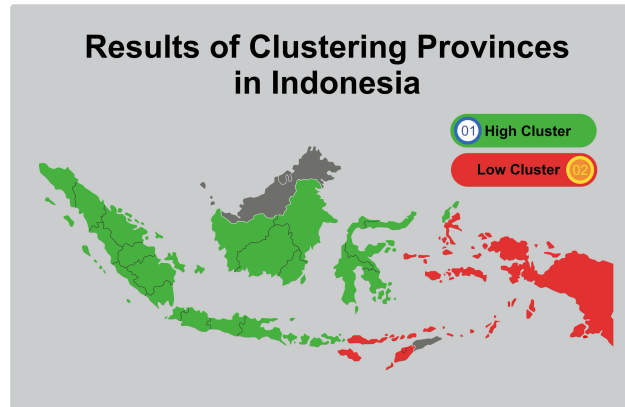 Results of Clustering Provinces
in Indonesia
01 High Cluster
Low Cluster 02